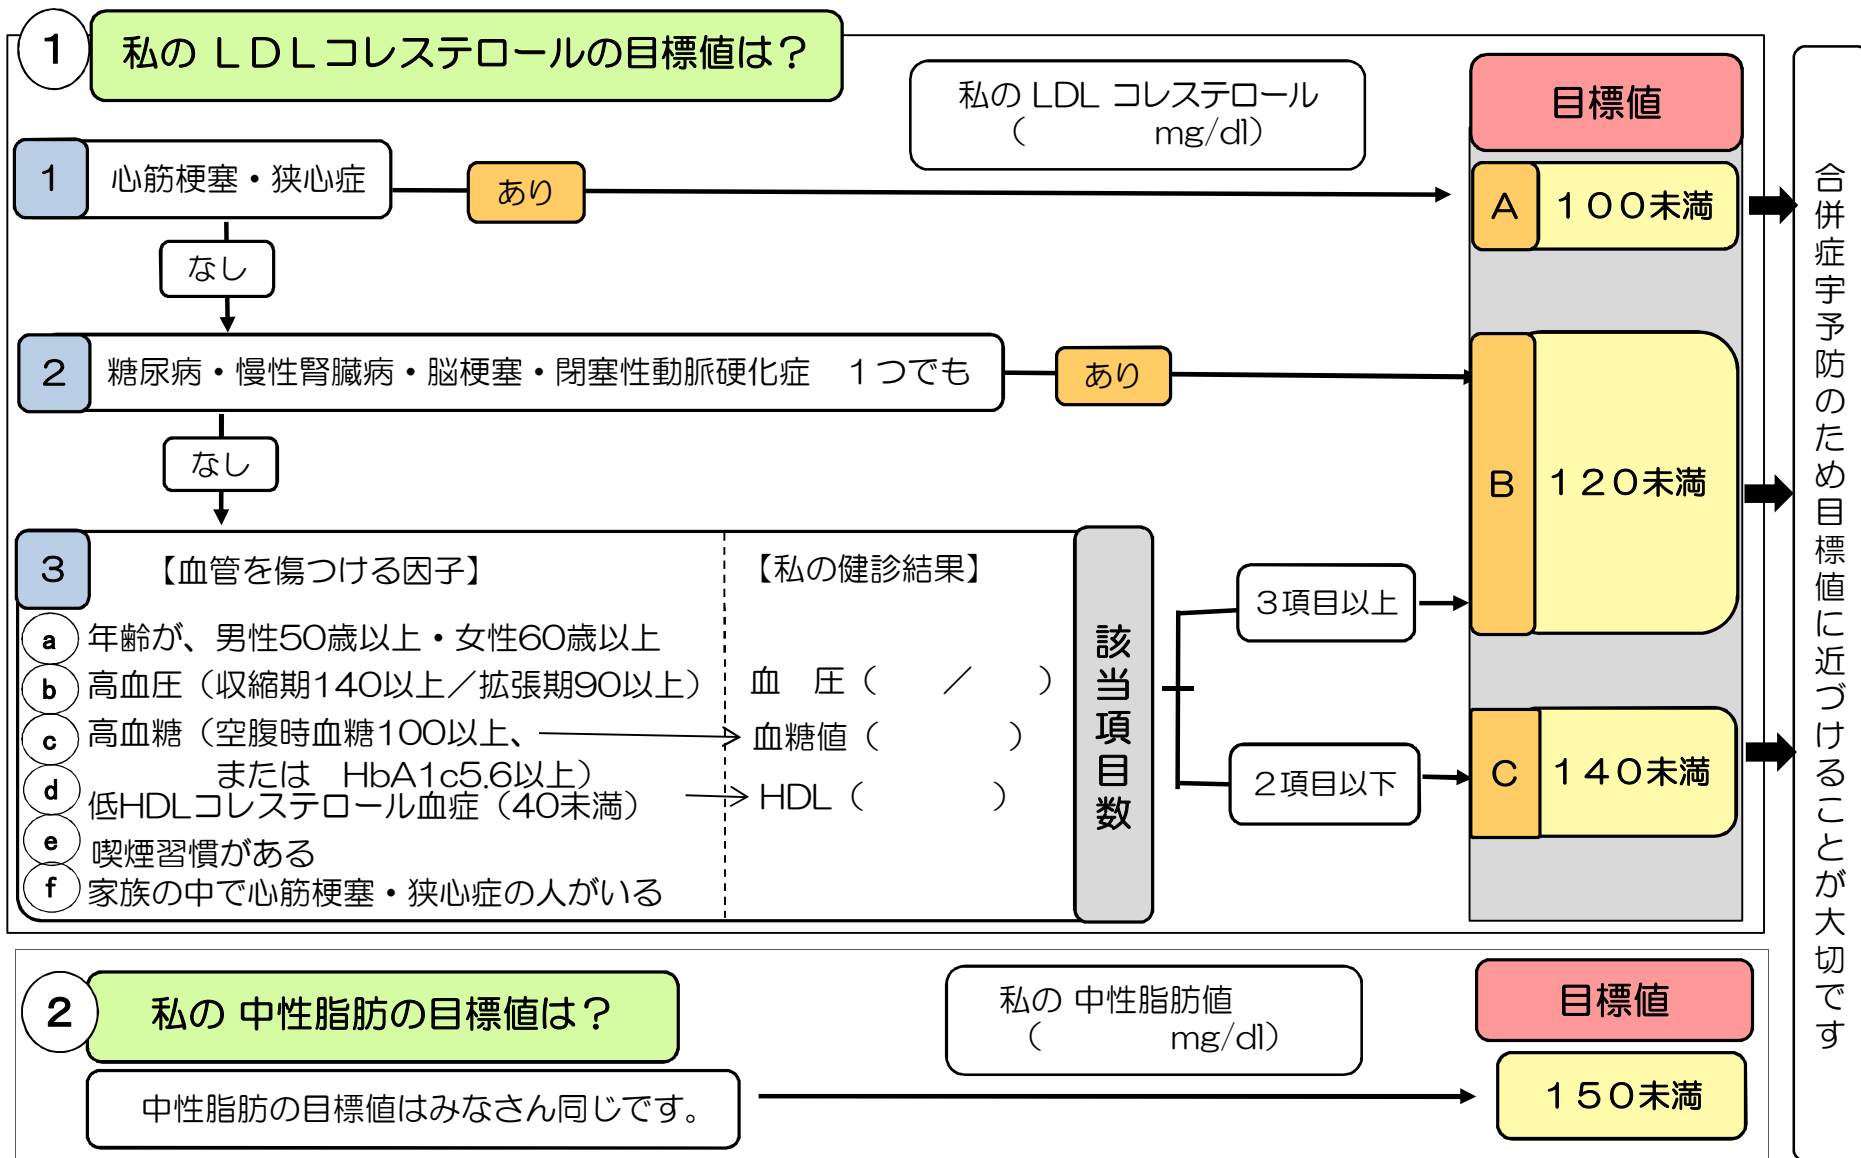 1
私の LDLコレステロールの目標値は?
私の LDL コレステロール
(　　　　mg/dl)
目標値
1 心筋梗塞・狭心症
あり
A 100未満
なし
2 糖尿病・慢性腎臓病・脳梗塞・閉塞性動脈硬化症　1つでも
あり
B 120未満
なし
3 【血管を傷つける因子】
【私の健診結果】
a 年齢が、男性50歳以上・女性60歳以上
b 高血圧(収縮期140以上/拡張期90以上)
血　圧(　　/　　)
c 高血糖(空腹時血糖100以上、
血糖値(　　　　)
または　HbA1c5.6以上)
d 低HDLコレステロール血症(40未満)
HDL(　　　　)
e 喫煙習慣がある
f 家族の中で心筋梗塞・狭心症の人がいる
該当項目数
3項目以上
2項目以下
C 140未満
合併症宇予防のため目標値に近づけることが大切です
2
私の 中性脂肪の目標値は?
私の 中性脂肪値
(　　　　mg/dl)
目標値
中性脂肪の目標値はみなさん同じです。
150未満